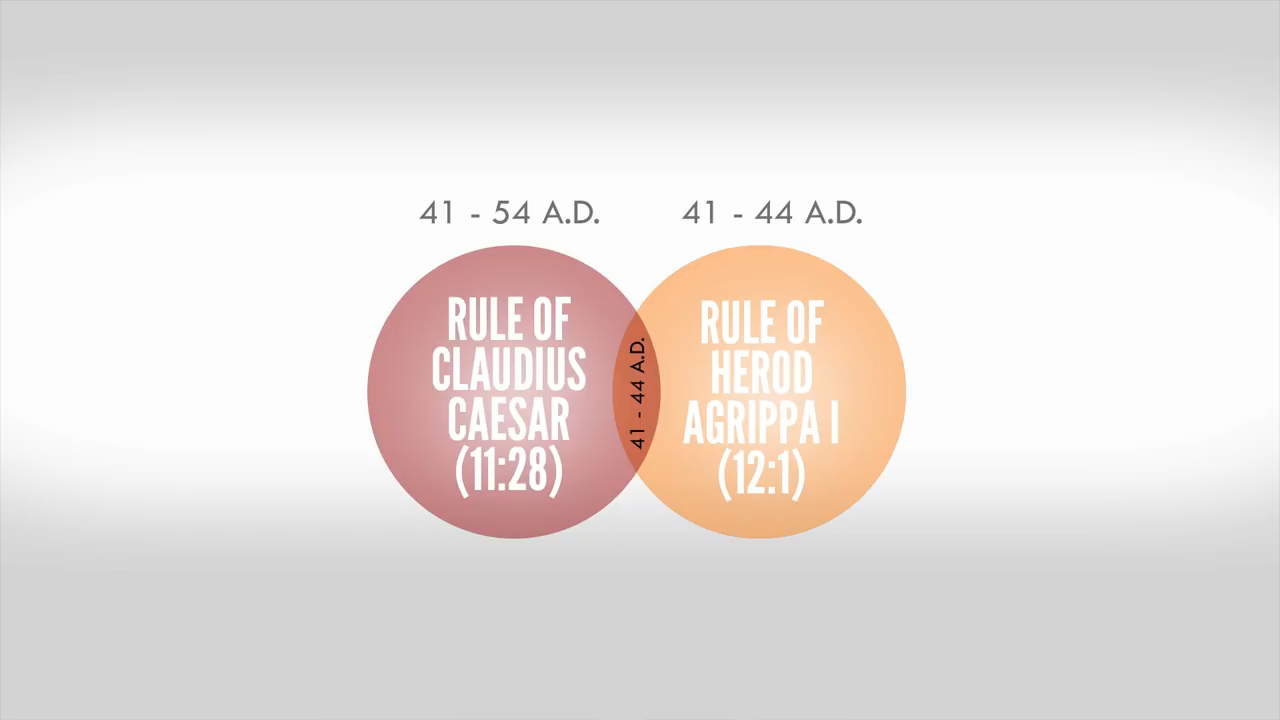 41 - 54 A.D.
41 - 44 A.D.
RULE OF
CLAUDIUS
CAESAR
(11:28)
41 - 44 A.D.
RULE OF
HEROD
AGRIPPA I
(12:1)